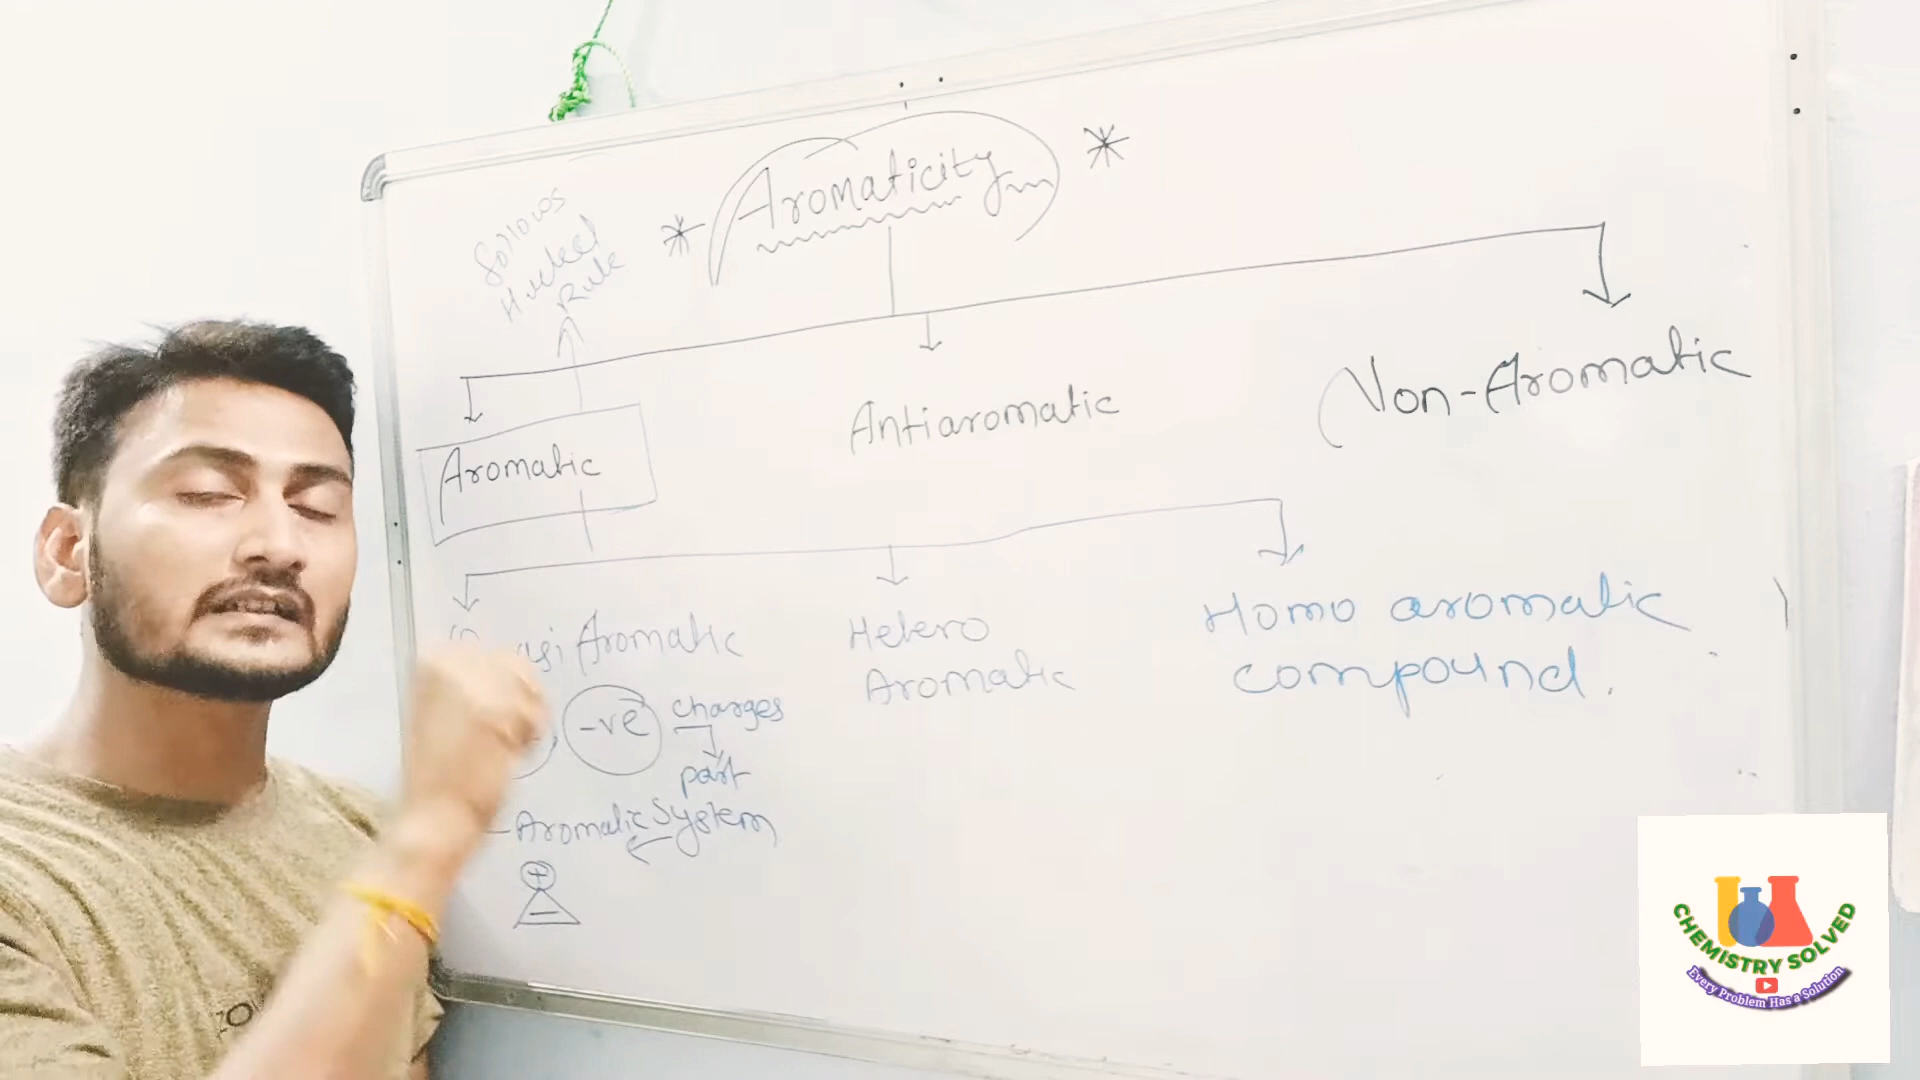 * Aromaticity *
follows
Huckel
Rule
Aromatic
Antiaromatic
Non-Aromatic
Aromatic
Hetero
Aromatic
Homo aromatic
compound.
-ve charges
part
Aromatic System
+
CHEMISTRY SOLVED
Every Problem Has a Solution